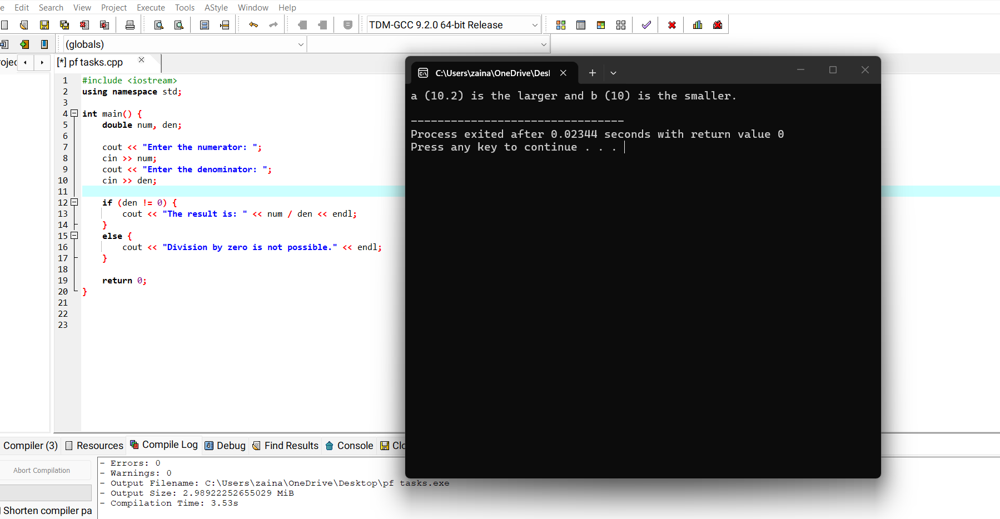 e Edit Search View Project Execute Tools AStyle Window Help
TDM-GCC 9.2.0 64-bit Release
(globals)
rojec [*] pf tasks.cpp
1 #include <iostream>
2 using namespace std;
3
4 int main() {
5 double num, den;
6
7 cout << "Enter the numerator: ";
8 cin >> num;
9 cout << "Enter the denominator: ";
10 cin >> den;
11
12 if (den != 0) {
13 cout << "The result is: " << num / den << endl;
14 }
15 else {
16 cout << "Division by zero is not possible." << endl;
17 }
18
19 return 0;
20 }
21
22
23
C:\Users\zaina\OneDrive\Desl
a (10.2) is the larger and b (10) is the smaller.
--------------------------------
Process exited after 0.02344 seconds with return value 0
Press any key to continue . . .
Compiler (3) Resources Compile Log Debug Find Results Console Clo
Abort Compilation
Shorten compiler pa
- Errors: 0
- Warnings: 0
- Output Filename: C:\Users\zaina\OneDrive\Desktop\pf tasks.exe
- Output Size: 2.98922252655029 MiB
- Compilation Time: 3.53s